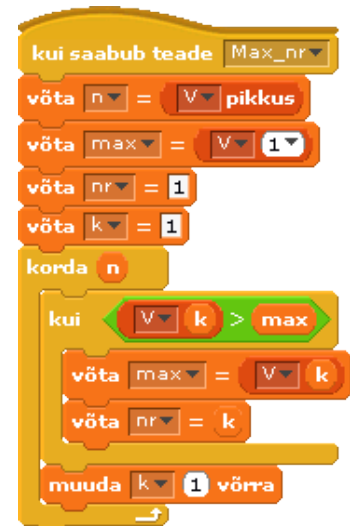 kui saabub teade Max_nr
võta n = V pikkus
võta max = V 1
võta nr = 1
võta k = 1
korda n
kui V k > max
võta max = V k
võta nr = k
muuda k 1 võrra